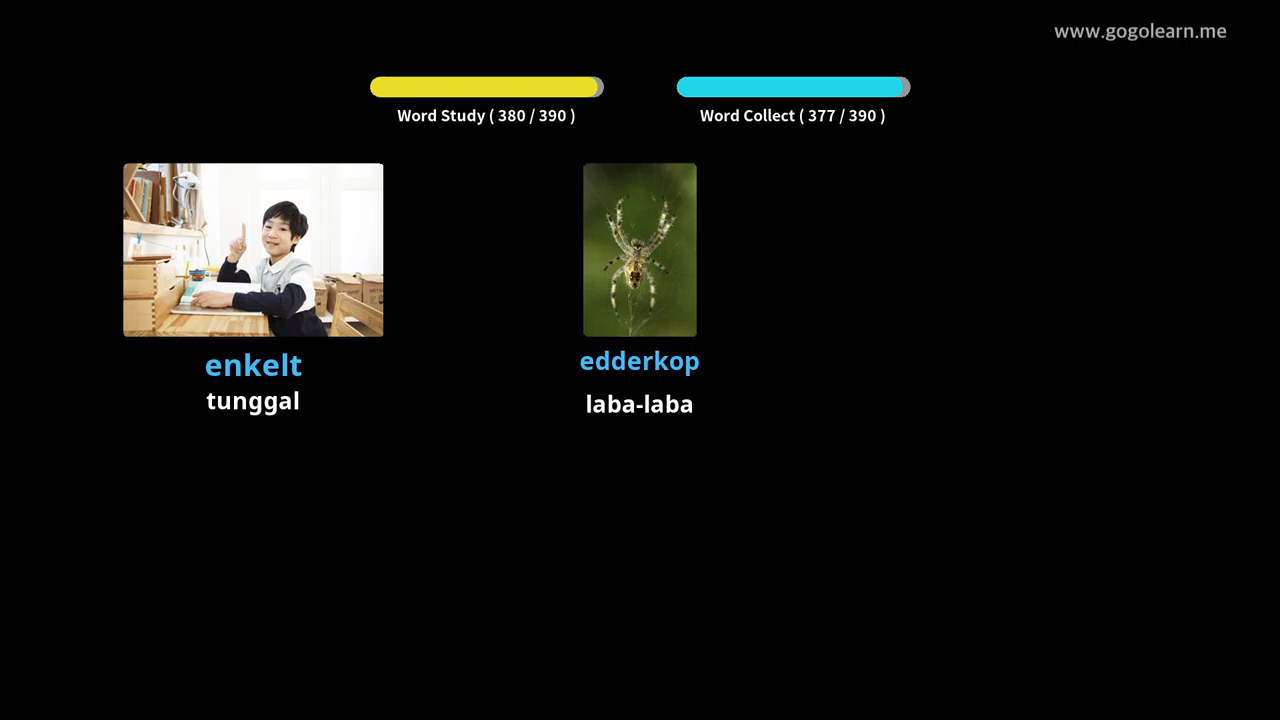 www.gogolearn.me
Word Study ( 380 / 390 )
Word Collect ( 377 / 390 )
enkelt
tunggal
edderkop
laba-laba